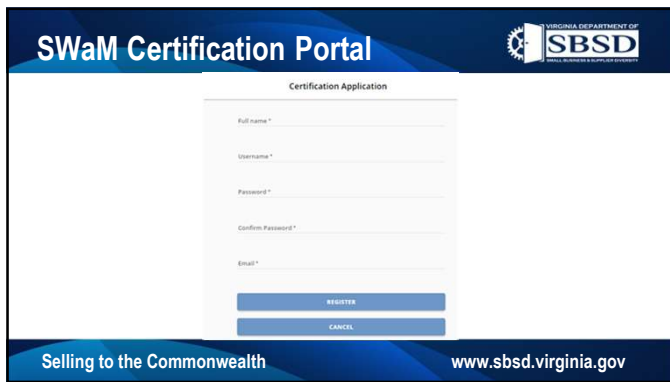 SWaM Certification Portal
VIRGINIA DEPARTMENT OF
SBSD
SMALL BUSINESS & SUPPLIER DIVERSITY
Certification Application
Full name *
Username *
Password *
Confirm Password *
Email *
REGISTER
CANCEL
Selling to the Commonwealth
www.sbsd.virginia.gov